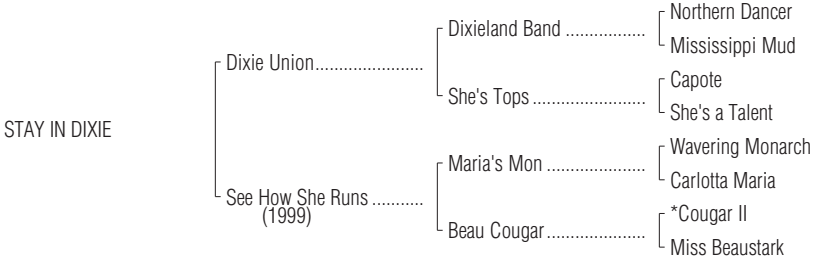 Northern Dancer
Dixieland Band .................
Mississippi Mud
Dixie Union.......................
Capote
She's Tops ........................
She's a Talent
STAY IN DIXIE
Wavering Monarch
Maria's Mon .....................
Carlotta Maria
See How She Runs ...........
(1999)
*Cougar II
Beau Cougar.....................
Miss Beaustark